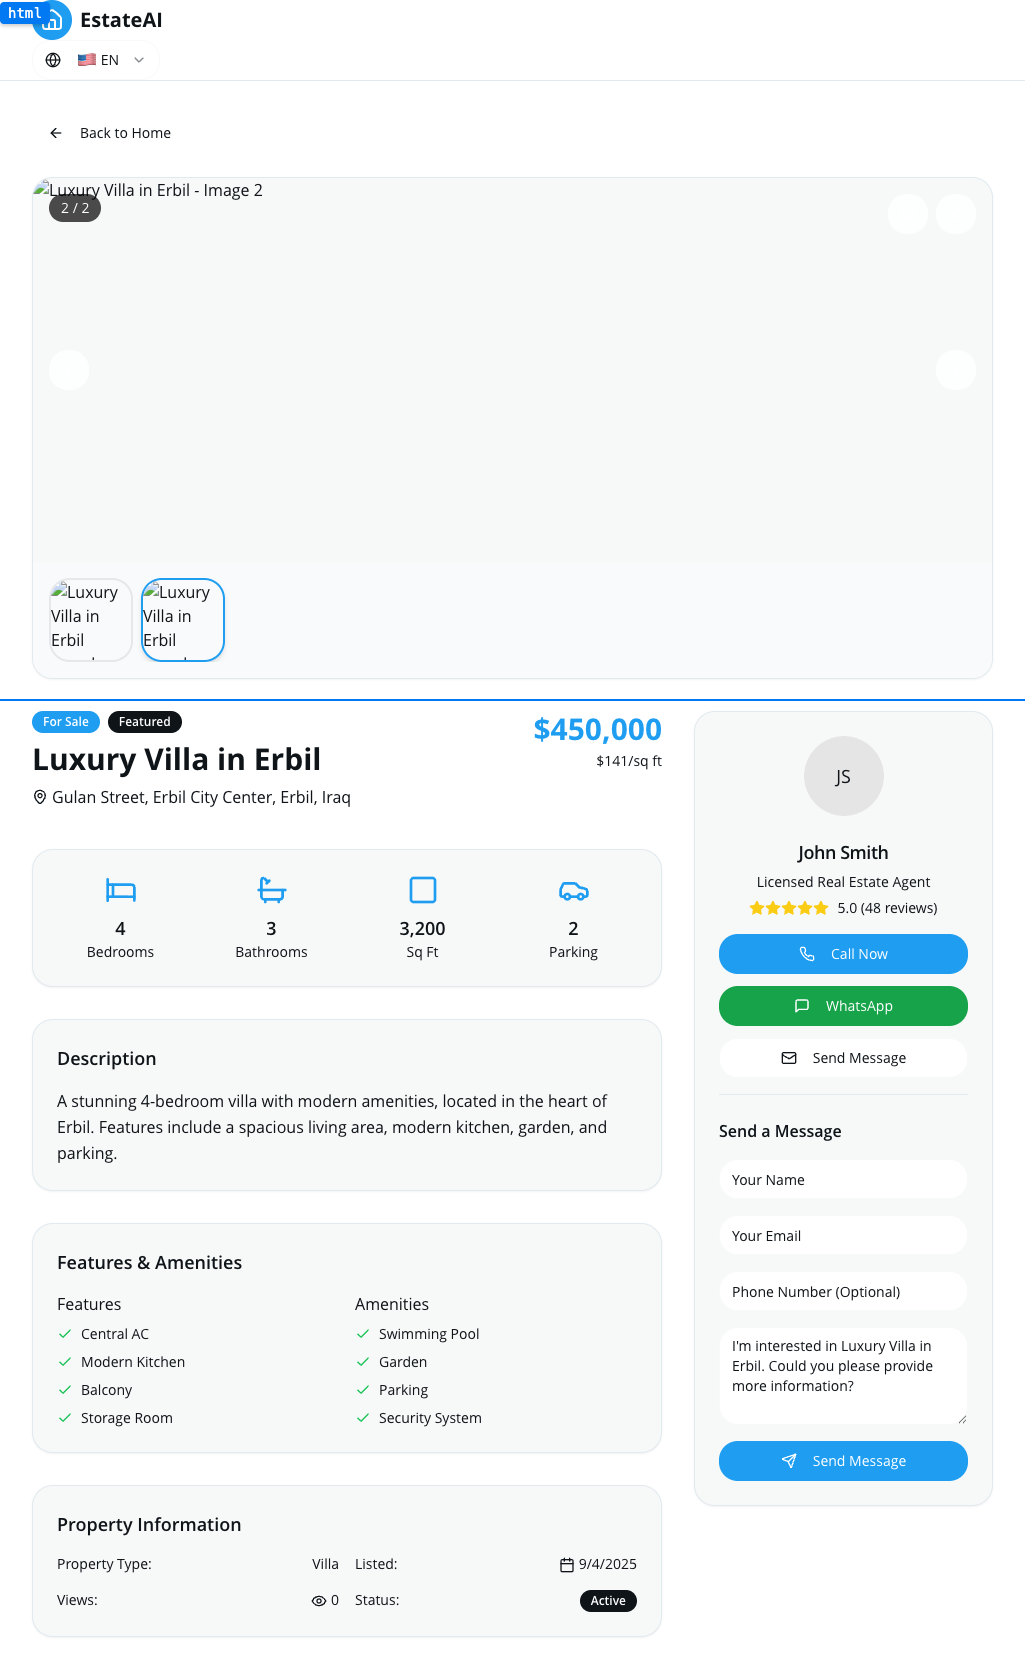 html
EstateAI
🇺🇸 EN
Back to Home
Luxury Villa in Erbil - Image 2
2 / 2
Luxury
Villa in
Erbil
Luxury
Villa in
Erbil
For Sale
Featured
$450,000
Luxury Villa in Erbil
$141/sq ft
Gulan Street, Erbil City Center, Erbil, Iraq
4
3
3,200
2
Bedrooms
Bathrooms
Sq Ft
Parking
Description
A stunning 4-bedroom villa with modern amenities, located in the heart of
Erbil. Features include a spacious living area, modern kitchen, garden, and
parking.
Features & Amenities
Features
Central AC
Modern Kitchen
Balcony
Storage Room
Amenities
Swimming Pool
Garden
Parking
Security System
Property Information
Property Type: Villa
Listed: 9/4/2025
Views: 0
Status: Active
JS
John Smith
Licensed Real Estate Agent
5.0 (48 reviews)
Call Now
WhatsApp
Send Message
Send a Message
Your Name
Your Email
Phone Number (Optional)
I'm interested in Luxury Villa in
Erbil. Could you please provide
more information?
Send Message